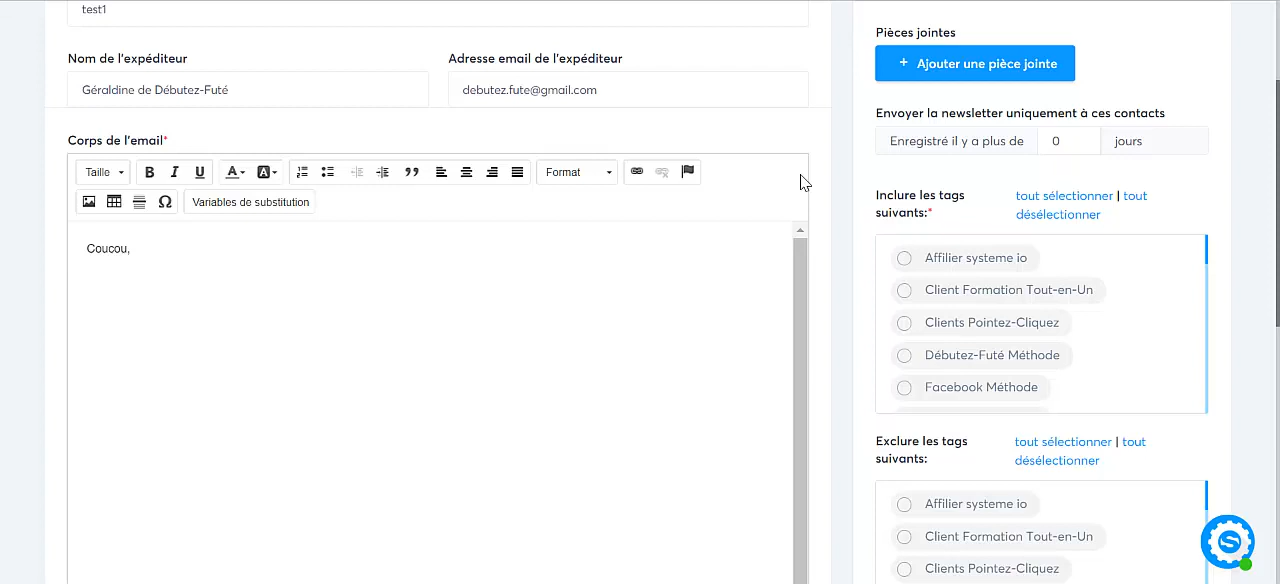 test1
Nom de l'expéditeur
Adresse email de l'expéditeur
Géraldine de Débutez-Futé
debutez.fute@gmail.com
Corps de l'email*
Taille
B I U A A
Format
Variables de substitution
Coucou,
Pièces jointes
+ Ajouter une pièce jointe
Envoyer la newsletter uniquement à ces contacts
Enregistré il y a plus de 0 jours
Inclure les tags suivants:*
tout sélectionner | tout désélectionner
Affilier systeme io
Client Formation Tout-en-Un
Clients Pointez-Cliquez
Débutez-Futé Méthode
Facebook Méthode
Exclure les tags suivants:
tout sélectionner | tout désélectionner
Affilier systeme io
Client Formation Tout-en-Un
Clients Pointez-Cliquez